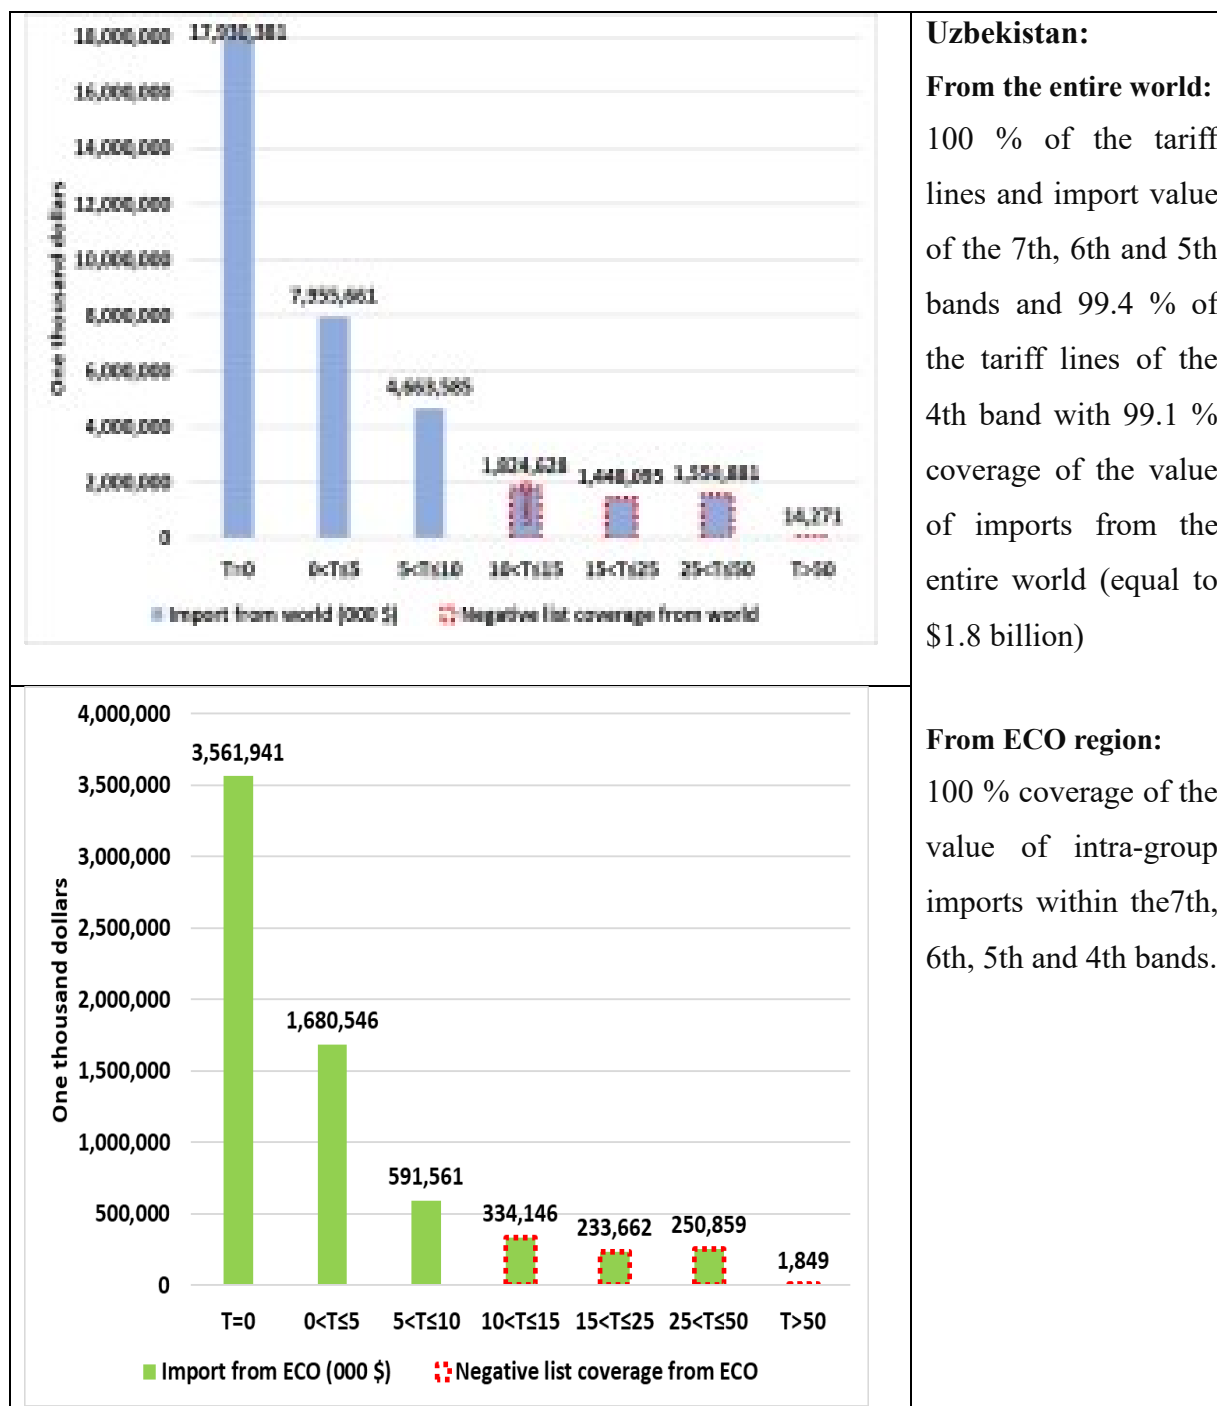 18,000,000
16,000,000
14,000,000
12,000,000
10,000,000
8,000,000
6,000,000
4,000,000
2,000,000
0
One thousand dollars
4,663,585
1,448,095
14,271
T=0 0<T≤5 5<T≤10 10<T≤15 15<T≤25 25<T≤50 T>50
Import from world (000 $) Negative list coverage from world
Uzbekistan:
From the entire world:
100 % of the tariff
lines and import value
of the 7th, 6th and 5th
bands and 99.4 % of
the tariff lines of the
4th band with 99.1 %
coverage of the value
of imports from the
entire world (equal to
$1.8 billion)
4,000,000
3,500,000
3,000,000
2,500,000
2,000,000
1,500,000
1,000,000
500,000
0
One thousand dollars
3,561,941
1,680,546
591,561
334,146
233,662
250,859
1,849
T=0 0<T≤5 5<T≤10 10<T≤15 15<T≤25 25<T≤50 T>50
Import from ECO (000 $) Negative list coverage from ECO
From ECO region:
100 % coverage of the
value of intra-group
imports within the7th,
6th, 5th and 4th bands.